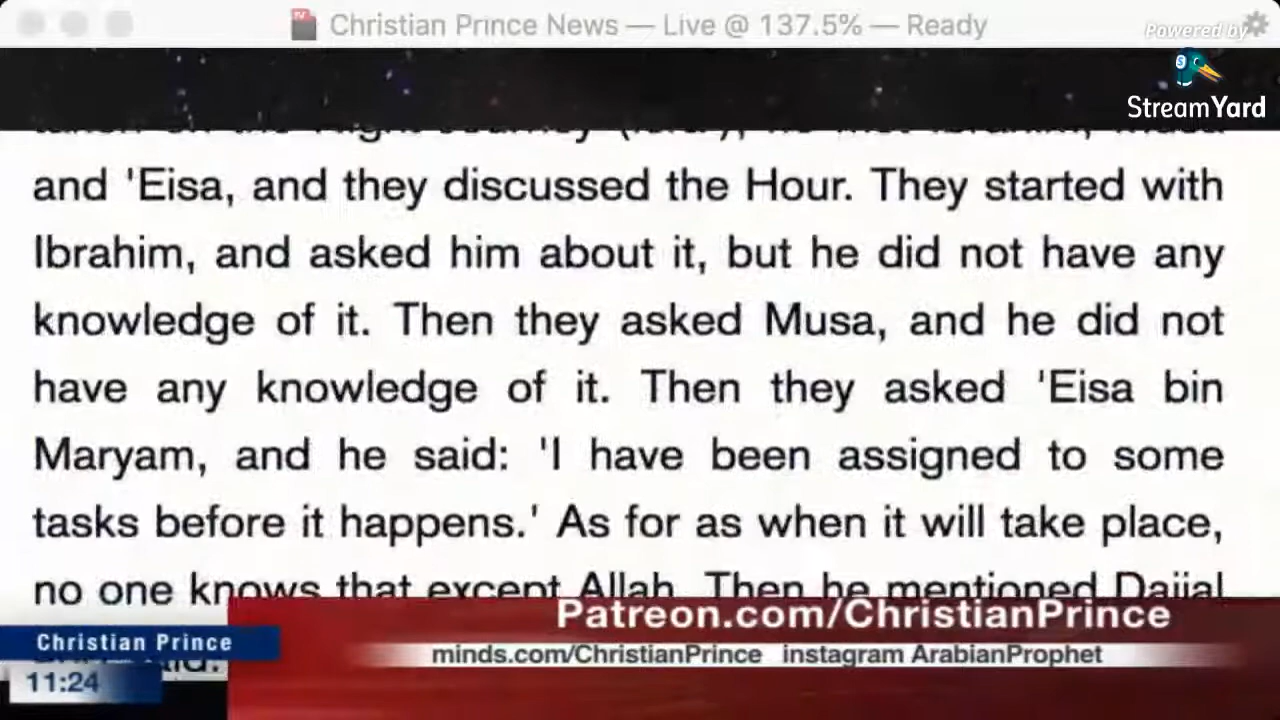 Christian Prince News — Live @ 137.5% — Ready
Powered by
StreamYard
and 'Eisa, and they discussed the Hour. They started with
Ibrahim, and asked him about it, but he did not have any
knowledge of it. Then they asked Musa, and he did not
have any knowledge of it. Then they asked 'Eisa bin
Maryam, and he said: 'I have been assigned to some
tasks before it happens.' As for as when it will take place,
no one knows that except Allah. Then he mentioned Dajjal
Patreon.com/ChristianPrince
Christian Prince
minds.com/ChristianPrince instagram ArabianProphet
11:24